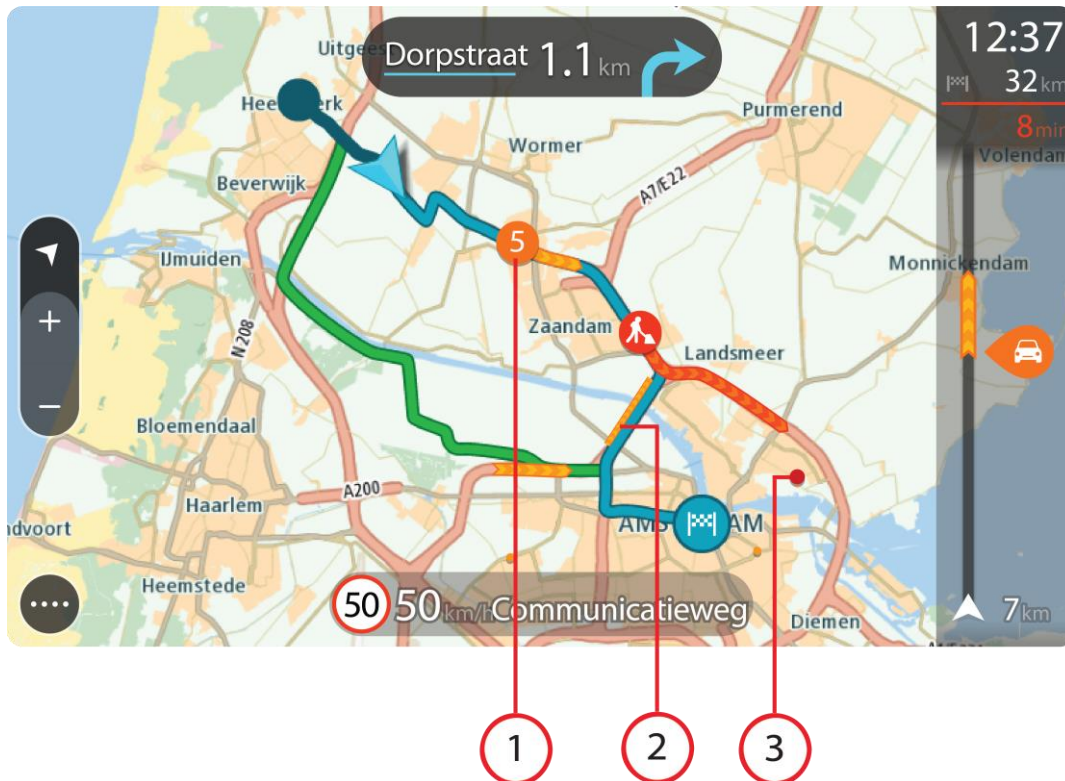 Dorpstraat 1.1 km
12:37
32 km
8 min
Uitgeest
Purmerend
Wormer
Volendam
A7/E22
Beverwijk
IJmuiden
Monnickendam
5
+
N208
Zaandam
Landsmeer
–
Bloemendaal
A200
Haarlem
AMS
AM
Heemstede
50 50 km/h Communicatieweg
Diemen
7 km
1 2 3